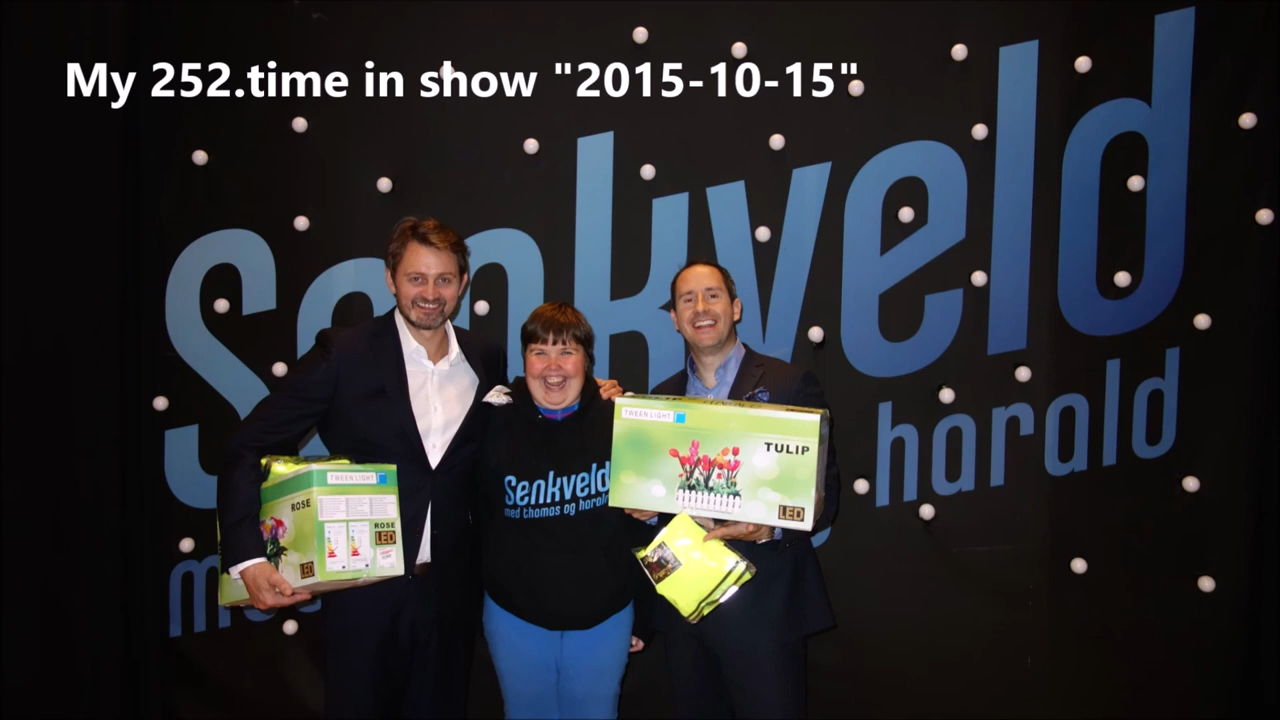 My 252.time in show "2015-10-15"
Senkveld
harald
Senkveld
med thomas og harald
TWEEN LIGHT
TULIP
LED
TWEEN LIGHT
ROSE
ROSE
LED
LED